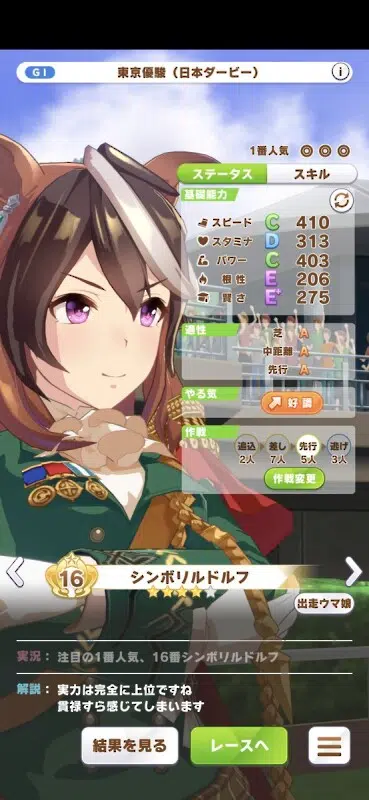 GI 東京優駿（日本ダービー） i
1番人気 ◎ ◎ ◎
ステータス スキル
基礎能力
スピード C 410
スタミナ D 313
パワー C 403
根性 E 206
賢さ E+ 275
適性
芝 A
中距離 A
先行 A
やる気
好調
作戦
追込 差し 先行 逃げ
2人 7人 5人 3人
作戦変更
16 シンボリルドルフ
出走ウマ娘
実況： 注目の1番人気、16番シンボリルドルフ
解説： 実力は完全に上位ですね
貫禄すら感じてしまいます
結果を見る レースへ